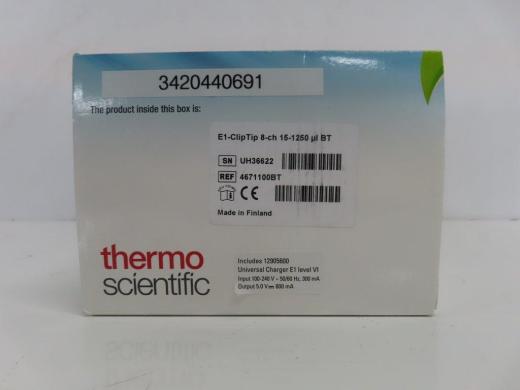 3420440691
The product inside this box is:
E1-ClipTip 8-ch 15-1250 µl BT
SN UH36622
REF 4671100BT
CE
Made in Finland
thermo
scientific
Includes 12905600
Universal Charger E1 level VI
Input 100-240 V ~ 50/60 Hz, 300 mA
Output 5.0 V⎓ 800 mA